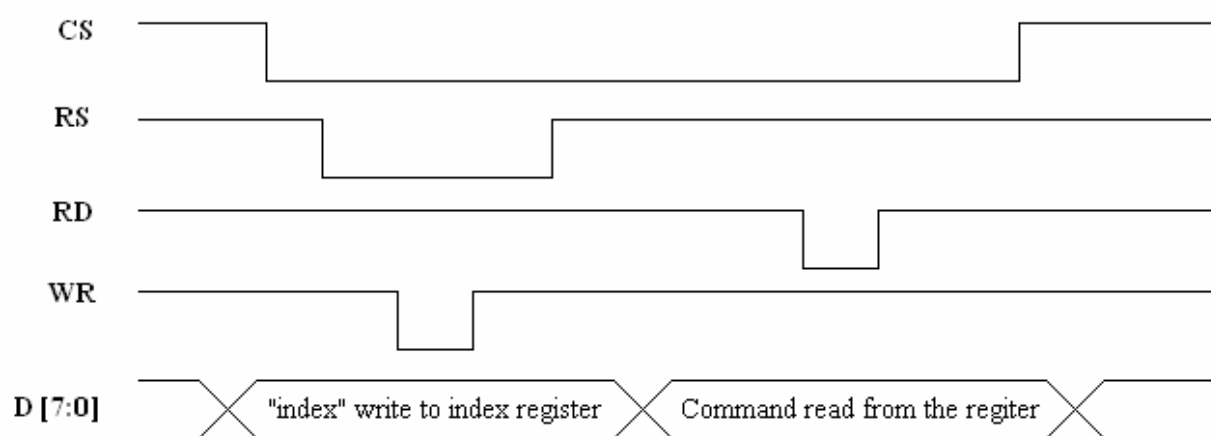 CS
RS
RD
WR
D [7:0]
"index" write to index register
Command read from the regiter